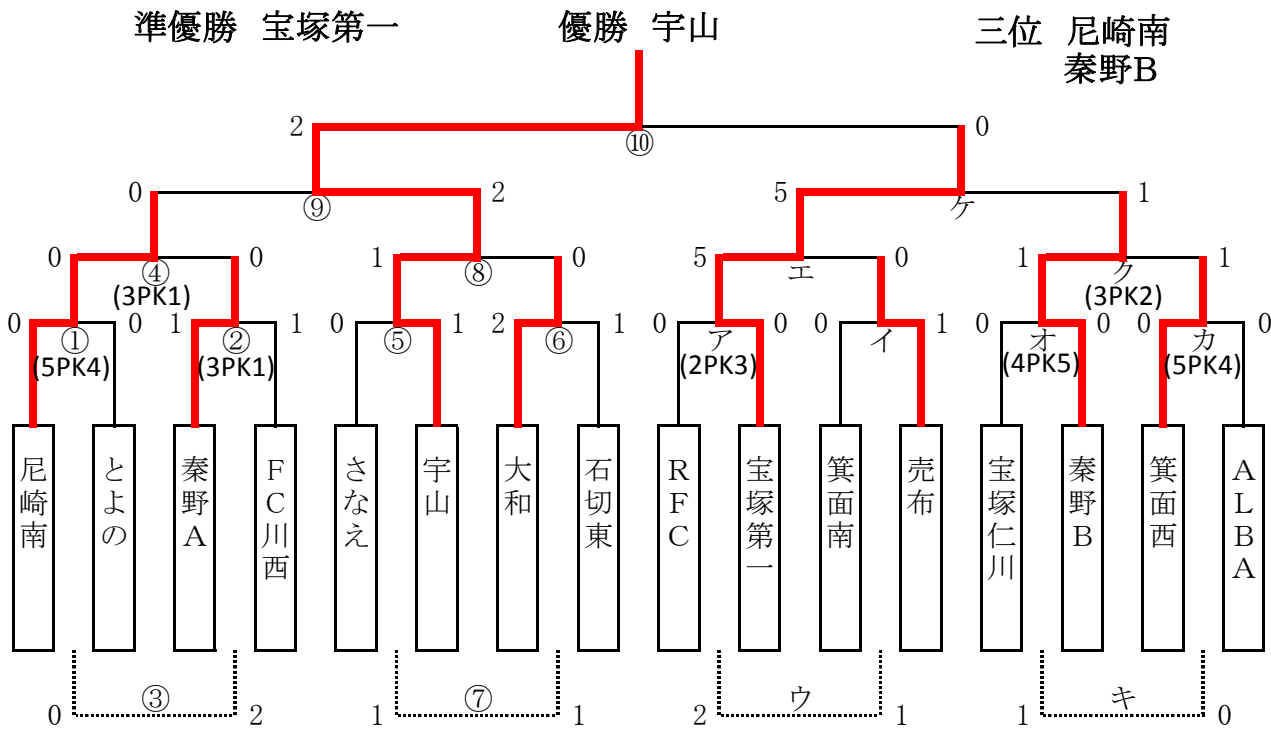 準優勝 宝塚第一 優勝 宇山 三位 尼崎南
秦野B
2 ⑩ 0
0 ⑨ 2 5 ケ 1
0 ④ 0 1 ⑧ 0 5 エ 0 1 ク 1
(3PK1) (3PK2)
0 ① 0 1 ② 1 0 ⑤ 1 2 ⑥ 1 0 ア 0 0 イ 1 0 オ 0 0 カ 0
(5PK4) (3PK1) (2PK3) (4PK5) (5PK4)
尼崎南
とよの
秦野A
FC川西
さなえ
宇山
大和
石切東
RFC
宝塚第一
箕面南
売布
宝塚仁川
秦野B
箕面西
ALBA
0 ③ 2 1 ⑦ 1 2 ウ 1 1 キ 0